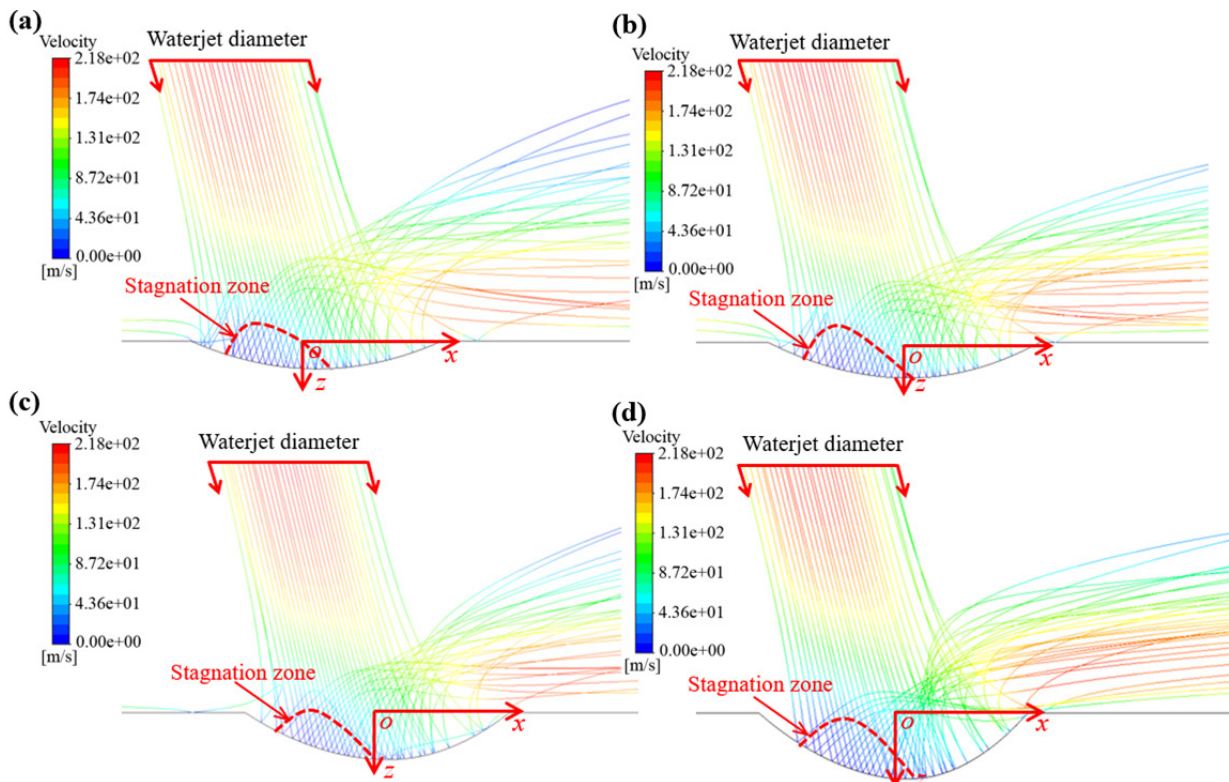 (a)
Waterjet diameter
Velocity
2.18e+02
1.74e+02
1.31e+02
8.72e+01
4.36e+01
0.00e+00
[m/s]
Stagnation zone
o
x
z
(b)
Waterjet diameter
Velocity
2.18e+02
1.74e+02
1.31e+02
8.72e+01
4.36e+01
0.00e+00
[m/s]
Stagnation zone
o
x
z
(c)
Waterjet diameter
Velocity
2.18e+02
1.74e+02
1.31e+02
8.72e+01
4.36e+01
0.00e+00
[m/s]
Stagnation zone
o
x
z
(d)
Waterjet diameter
Velocity
2.18e+02
1.74e+02
1.31e+02
8.72e+01
4.36e+01
0.00e+00
[m/s]
Stagnation zone
o
x